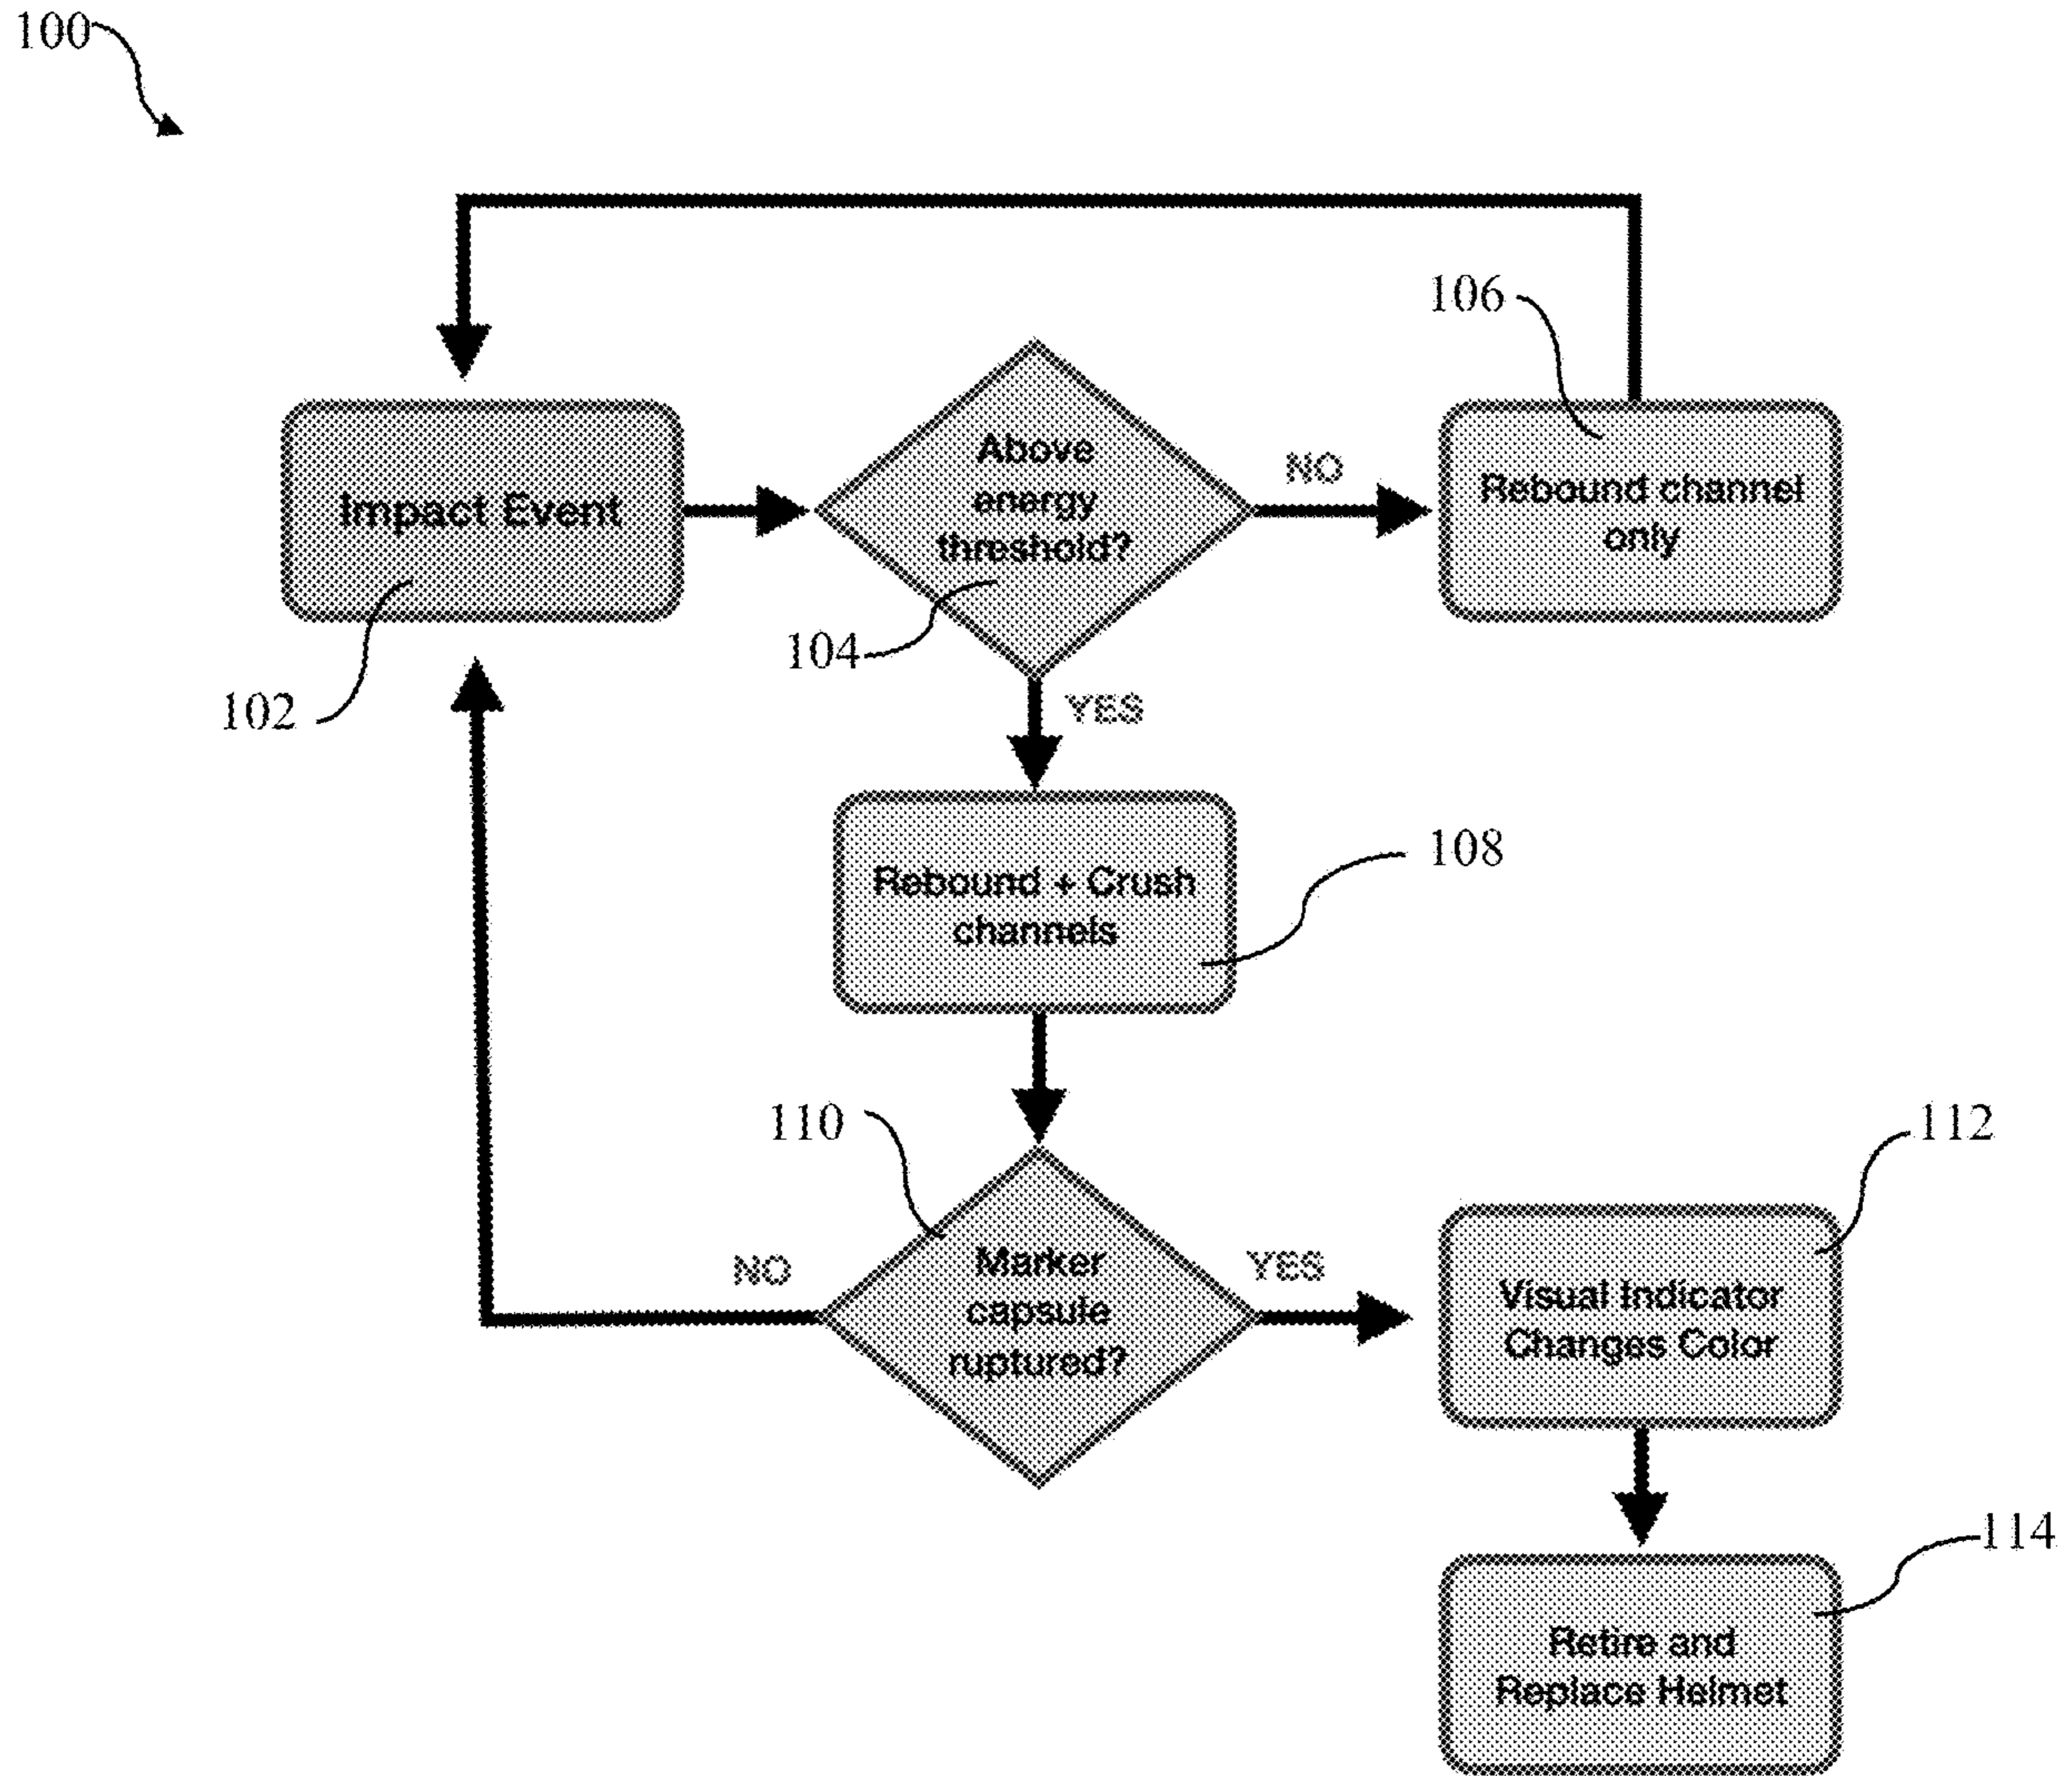 100
106
Above
energy
threshold?
NO
Rebound channel
only
Impact Event
104
102
YES
Rebound + Crush
channels
108
110
112
NO
Marker
capsule
ruptured?
YES
Visual Indicator
Changes Color
114
Retire and
Replace Helmet